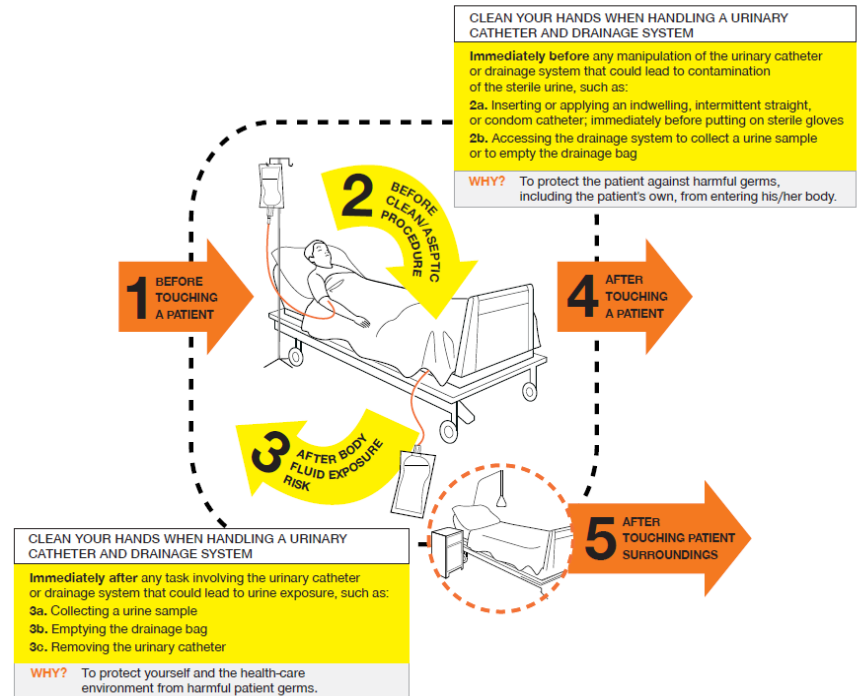 CLEAN YOUR HANDS WHEN HANDLING A URINARY
CATHETER AND DRAINAGE SYSTEM
Immediately before any manipulation of the urinary catheter
or drainage system that could lead to contamination
of the sterile urine, such as:
2a. Inserting or applying an indwelling, intermittent straight,
or condom catheter; immediately before putting on sterile gloves
2b. Accessing the drainage system to collect a urine sample
or to empty the drainage bag
WHY? To protect the patient against harmful germs,
including the patient's own, from entering his/her body.
1 BEFORE
TOUCHING
A PATIENT
2 BEFORE
CLEAN/ASEPTIC
PROCEDURE
3 AFTER BODY
FLUID EXPOSURE
RISK
4 AFTER
TOUCHING
A PATIENT
5 AFTER
TOUCHING PATIENT
SURROUNDINGS
CLEAN YOUR HANDS WHEN HANDLING A URINARY
CATHETER AND DRAINAGE SYSTEM
Immediately after any task involving the urinary catheter
or drainage system that could lead to urine exposure, such as:
3a. Collecting a urine sample
3b. Emptying the drainage bag
3c. Removing the urinary catheter
WHY? To protect yourself and the health-care
environment from harmful patient germs.